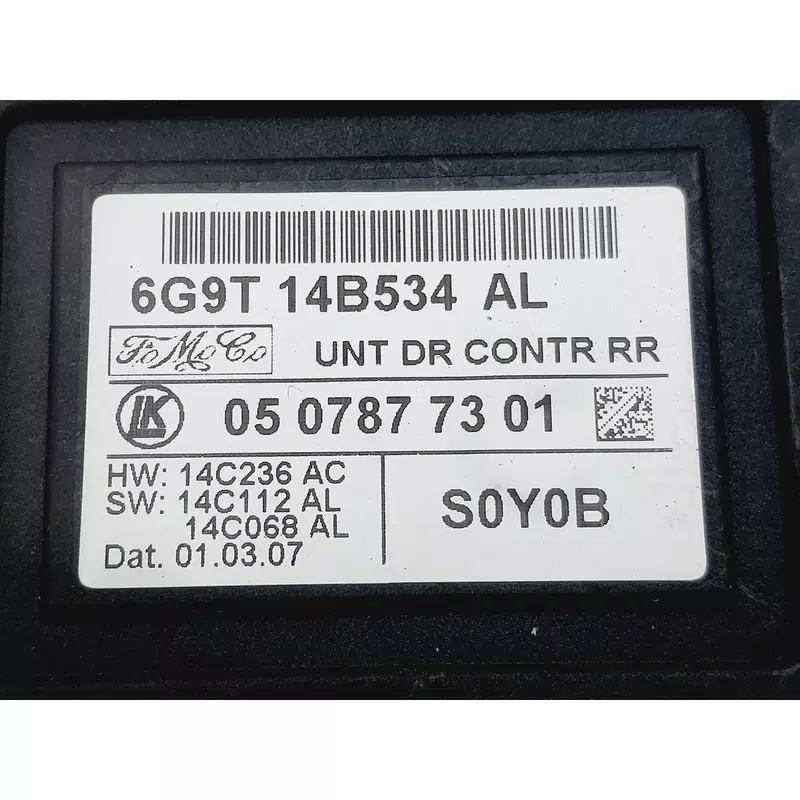 6G9T 14B534 AL
FoMoCo UNT DR CONTR RR
LK 05 0787 73 01
HW: 14C236 AC
SW: 14C112 AL
14C068 AL
Dat. 01.03.07
S0Y0B